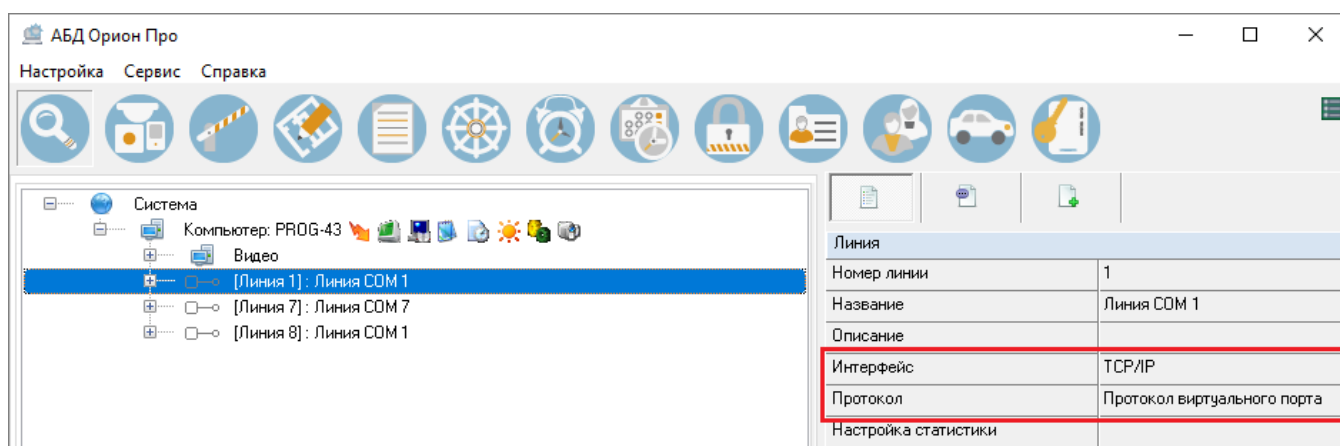 АБД Орион Про
Настройка Сервис Справка
Система
Компьютер: PROG-43
Видео
[Линия 1] : Линия COM 1
[Линия 7] : Линия COM 7
[Линия 8] : Линия COM 1
Линия
Номер линии 1
Название Линия COM 1
Описание
Интерфейс TCP/IP
Протокол Протокол виртуального порта
Настройка статистики